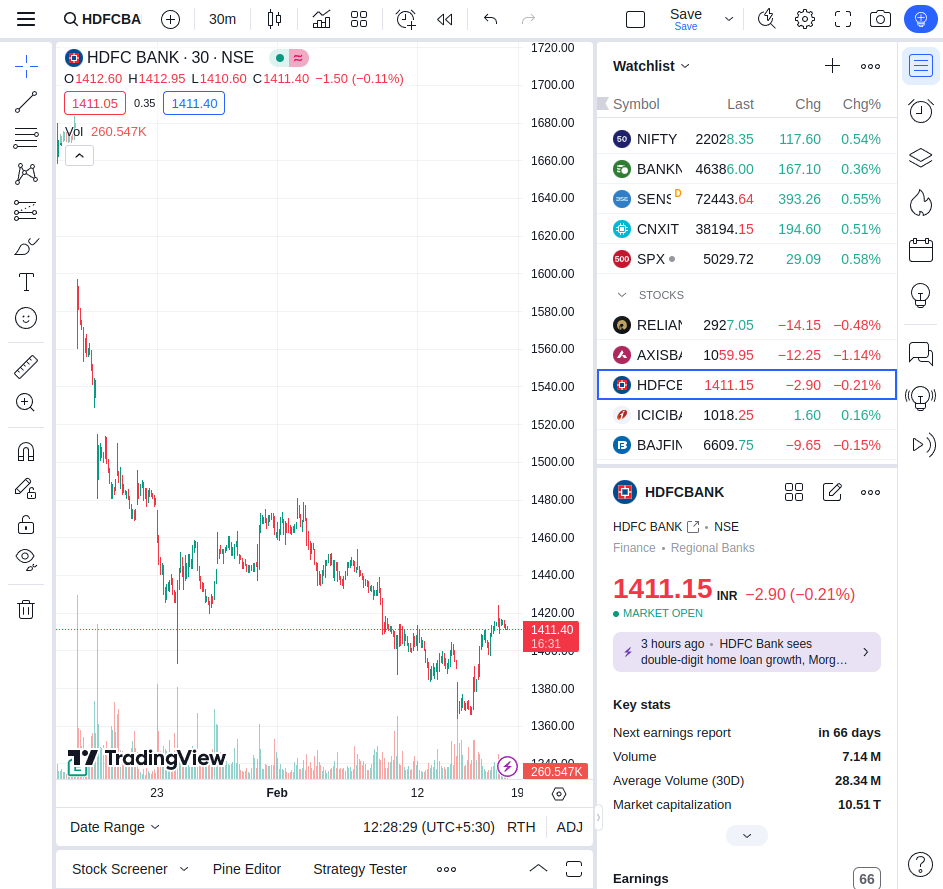 HDFCBA
30m
Save
Save
HDFC BANK · 30 · NSE
O1412.60 H1412.95 L1410.60 C1411.40 −1.50 (−0.11%)
1411.05 0.35 1411.40
Vol 260.547K
1720.00
1700.00
1680.00
1660.00
1640.00
1620.00
1600.00
1580.00
1560.00
1540.00
1520.00
1500.00
1480.00
1460.00
1440.00
1420.00
1411.40
16:31
1400.00
1380.00
1360.00
1340.00
260.547K
TradingView
23 Feb 12 19
Date Range
12:28:29 (UTC+5:30) RTH ADJ
Stock Screener Pine Editor Strategy Tester
Watchlist
Symbol Last Chg Chg%
50 NIFTY 22028.35 117.60 0.54%
BANKN 46386.00 167.10 0.36%
SENS D 72443.64 393.26 0.55%
CNXIT 38194.15 194.60 0.51%
500 SPX 5029.72 29.09 0.58%
STOCKS
RELIAN 2927.05 −14.15 −0.48%
AXISBA 1059.95 −12.25 −1.14%
HDFCB 1411.15 −2.90 −0.21%
ICICIBA 1018.25 1.60 0.16%
BAJFIN 6609.75 −9.65 −0.15%
HDFCBANK
HDFC BANK • NSE
Finance • Regional Banks
1411.15 INR −2.90 (−0.21%)
MARKET OPEN
3 hours ago • HDFC Bank sees
double-digit home loan growth, Morg…
Key stats
Next earnings report in 66 days
Volume 7.14 M
Average Volume (30D) 28.34 M
Market capitalization 10.51 T
Earnings 66